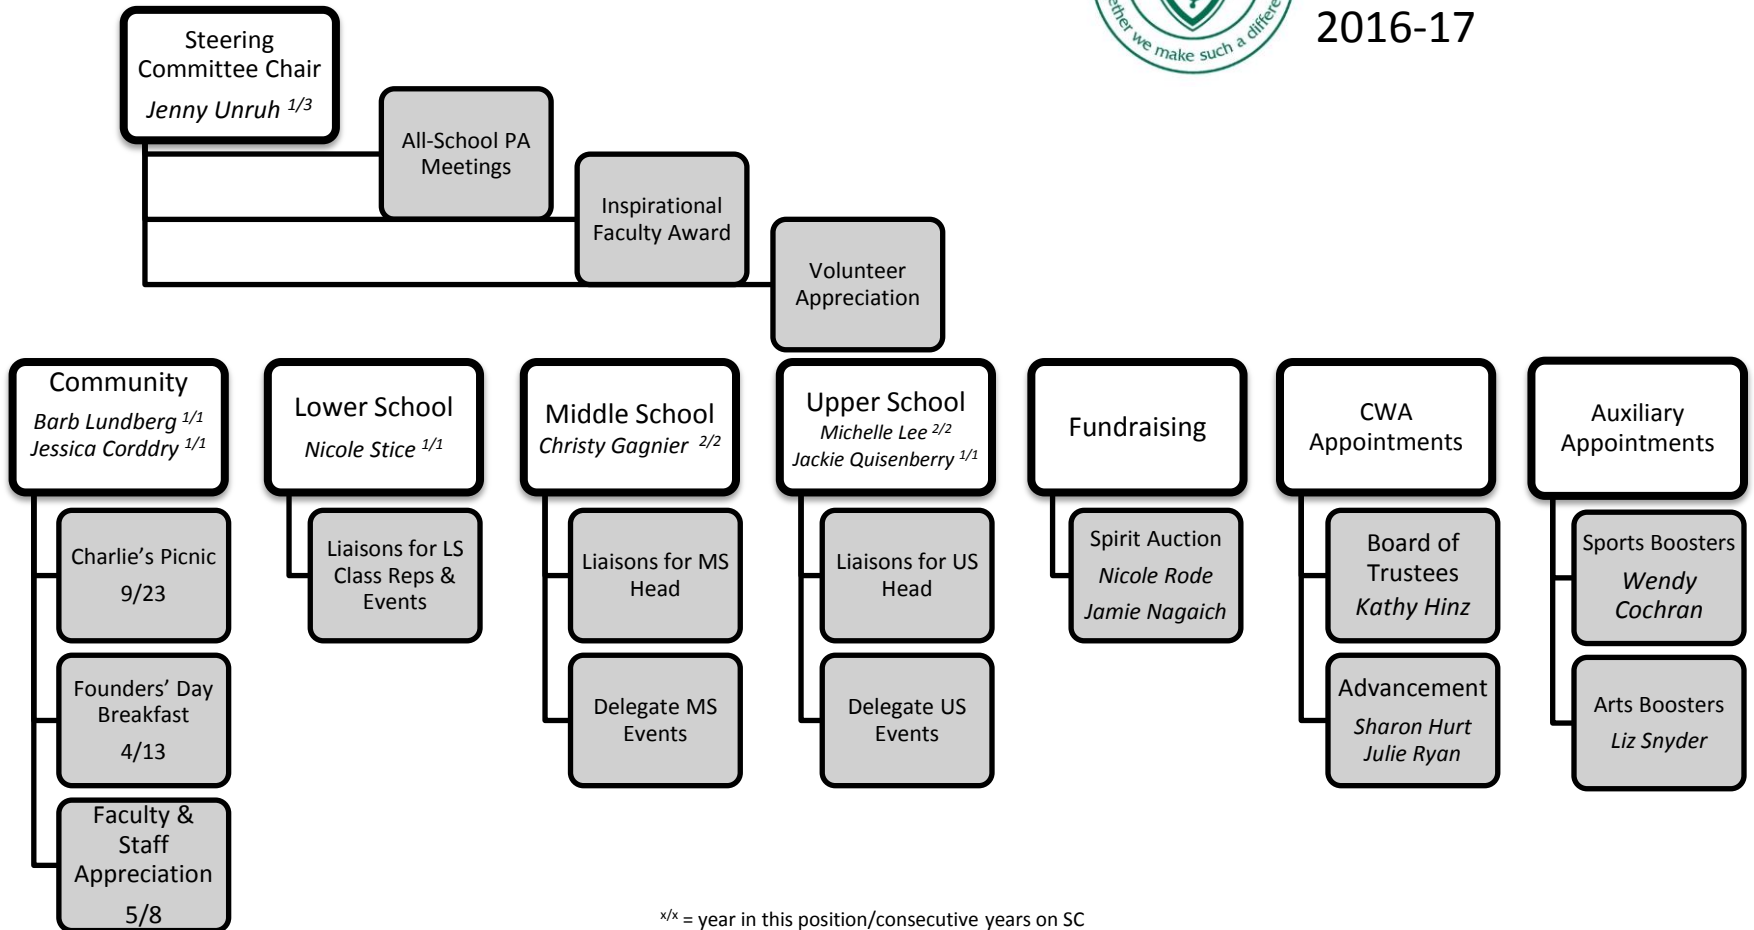 ether we make such a differe
2016-17
Steering
Committee Chair
Jenny Unruh 1/3
All-School PA
Meetings
Inspirational
Faculty Award
Volunteer
Appreciation
Community
Barb Lundberg 1/1
Jessica Corddry 1/1
Charlie's Picnic
9/23
Founders' Day
Breakfast
4/13
Faculty &
Staff
Appreciation
5/8
Lower School
Nicole Stice 1/1
Liaisons for LS
Class Reps &
Events
Middle School
Christy Gagnier 2/2
Liaisons for MS
Head
Delegate MS
Events
Upper School
Michelle Lee 2/2
Jackie Quisenberry 1/1
Liaisons for US
Head
Delegate US
Events
Fundraising
Spirit Auction
Nicole Rode
Jamie Nagaich
CWA
Appointments
Board of
Trustees
Kathy Hinz
Advancement
Sharon Hurt
Julie Ryan
Auxiliary
Appointments
Sports Boosters
Wendy
Cochran
Arts Boosters
Liz Snyder
x/x = year in this position/consecutive years on SC